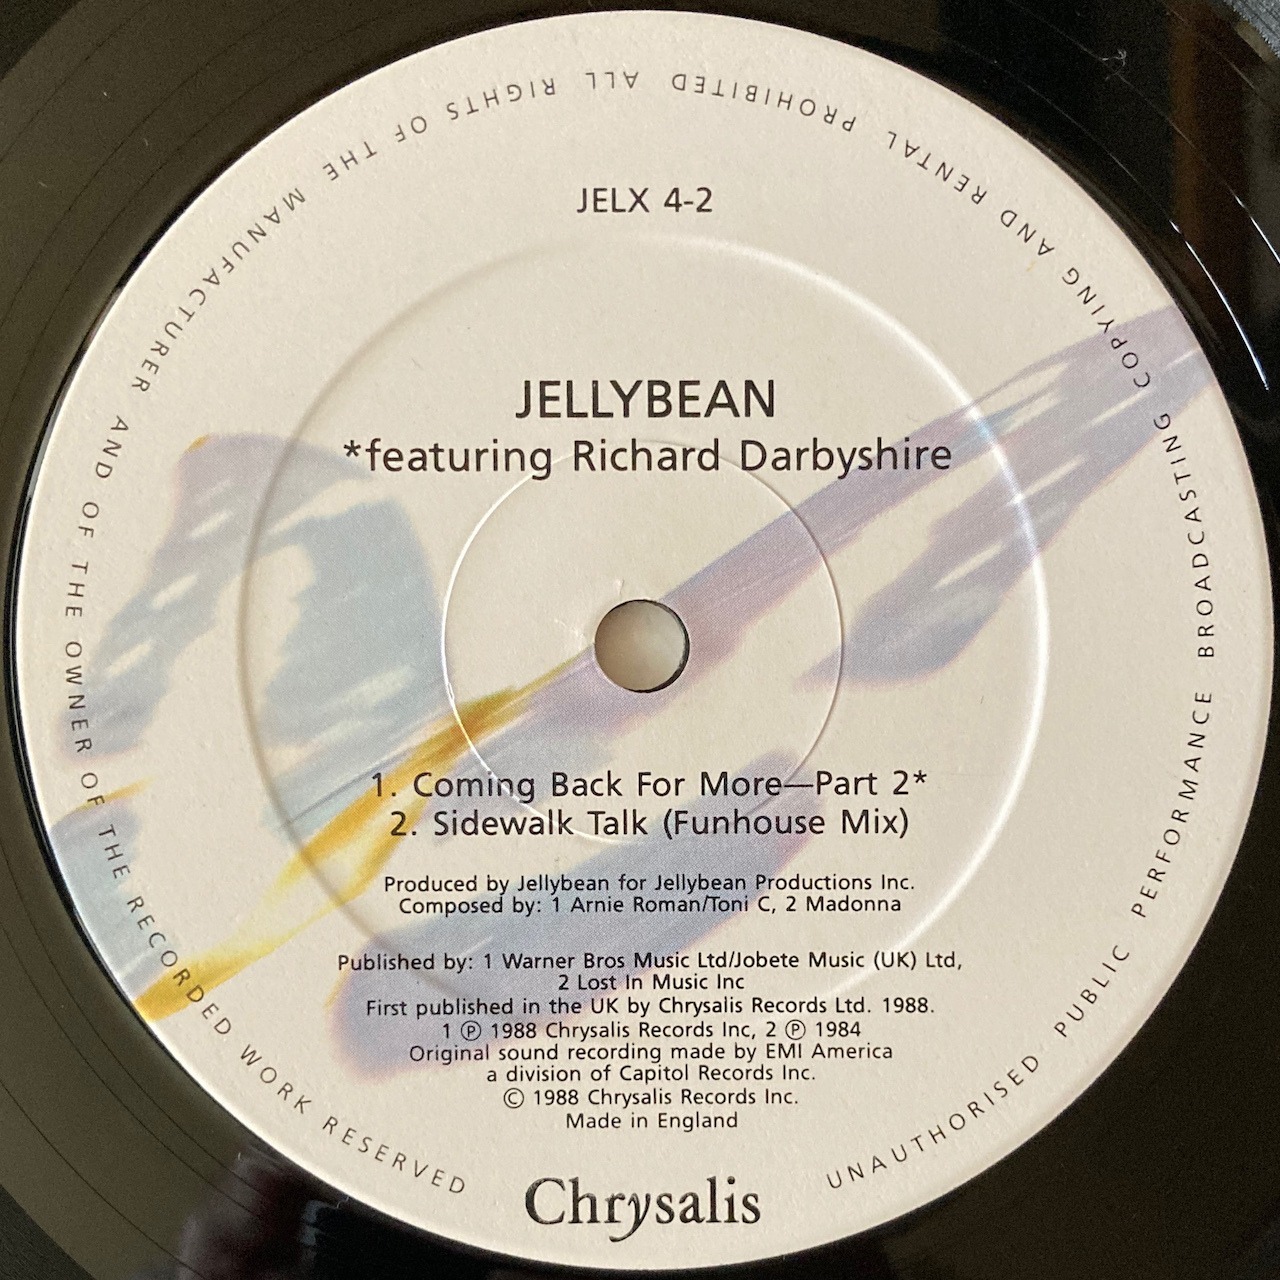 JELX 4-2
JELLYBEAN
*featuring Richard Darbyshire
1. Coming Back For More—Part 2*
2. Sidewalk Talk (Funhouse Mix)
Produced by Jellybean for Jellybean Productions Inc.
Composed by: 1 Arnie Roman/Toni C, 2 Madonna
Published by: 1 Warner Bros Music Ltd/Jobete Music (UK) Ltd,
2 Lost In Music Inc
First published in the UK by Chrysalis Records Ltd. 1988.
1 ℗ 1988 Chrysalis Records Inc, 2 ℗ 1984
Original sound recording made by EMI America
a division of Capitol Records Inc.
© 1988 Chrysalis Records Inc.
Made in England
Chrysalis
UNAUTHORISED PUBLIC PERFORMANCE BROADCASTING COPYING AND RENTAL PROHIBITED ALL RIGHTS OF THE MANUFACTURER AND OF THE OWNER OF THE RECORDED WORK RESERVED